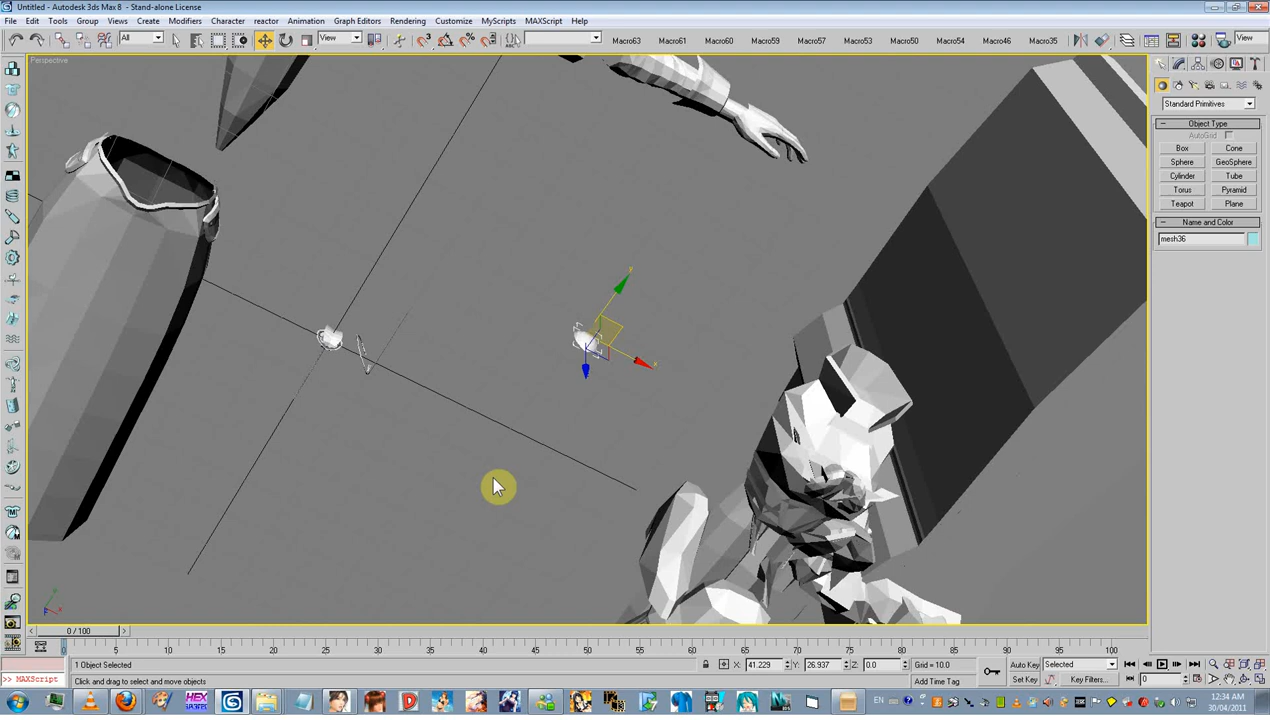 Untitled - Autodesk 3ds Max 8 - Stand-alone License
File Edit Tools Group Views Create Modifiers Character reactor Animation Graph Editors Rendering Customize MyScripts MAXScript Help
All View Macro63 Macro61 Macro60 Macro59 Macro57 Macro53 Macro50 Macro54 Macro46 Macro35 View
Perspective
Standard Primitives
Object Type
AutoGrid
Box Cone
Sphere GeoSphere
Cylinder Tube
Torus Pyramid
Teapot Plane
Name and Color
mesh36
0 / 100
0 5 10 15 20 25 30 35 40 45 50 55 60 65 70 75 80 85 90 95 100
1 Object Selected X: 41.229 Y: 26.937 Z: 0.0 Grid = 10.0 Auto Key Selected
>> MAXScript Click and drag to select and move objects Add Time Tag Set Key Key Filters... 0
HEX
EN
12:34 AM
30/04/2011